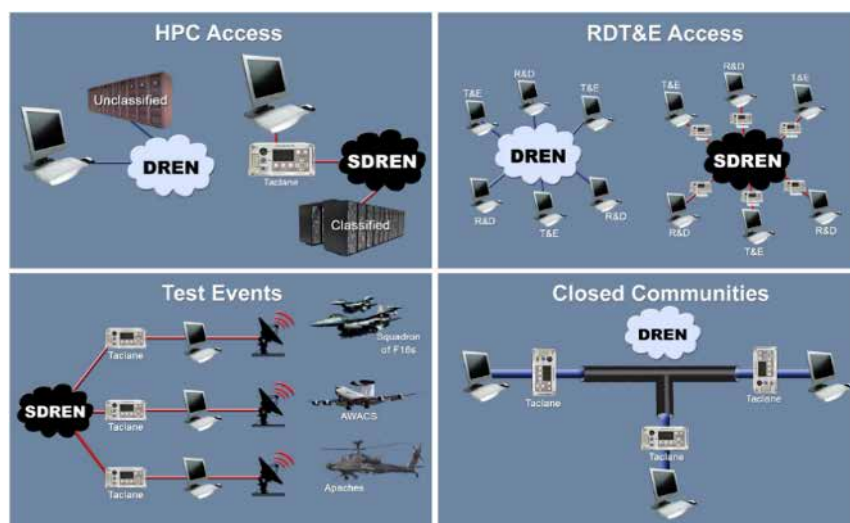 HPC Access
Unclassified
DREN
Taclane
SDREN
Classified
RDT&E Access
R&D
T&E
T&E
DREN
R&D
R&D
T&E
R&D
T&E
T&E
SDREN
R&D
R&D
T&E
Test Events
Taclane
Squadron
of F16s
SDREN
Taclane
AWACS
Taclane
Apaches
Closed Communities
DREN
Taclane
Taclane
Taclane